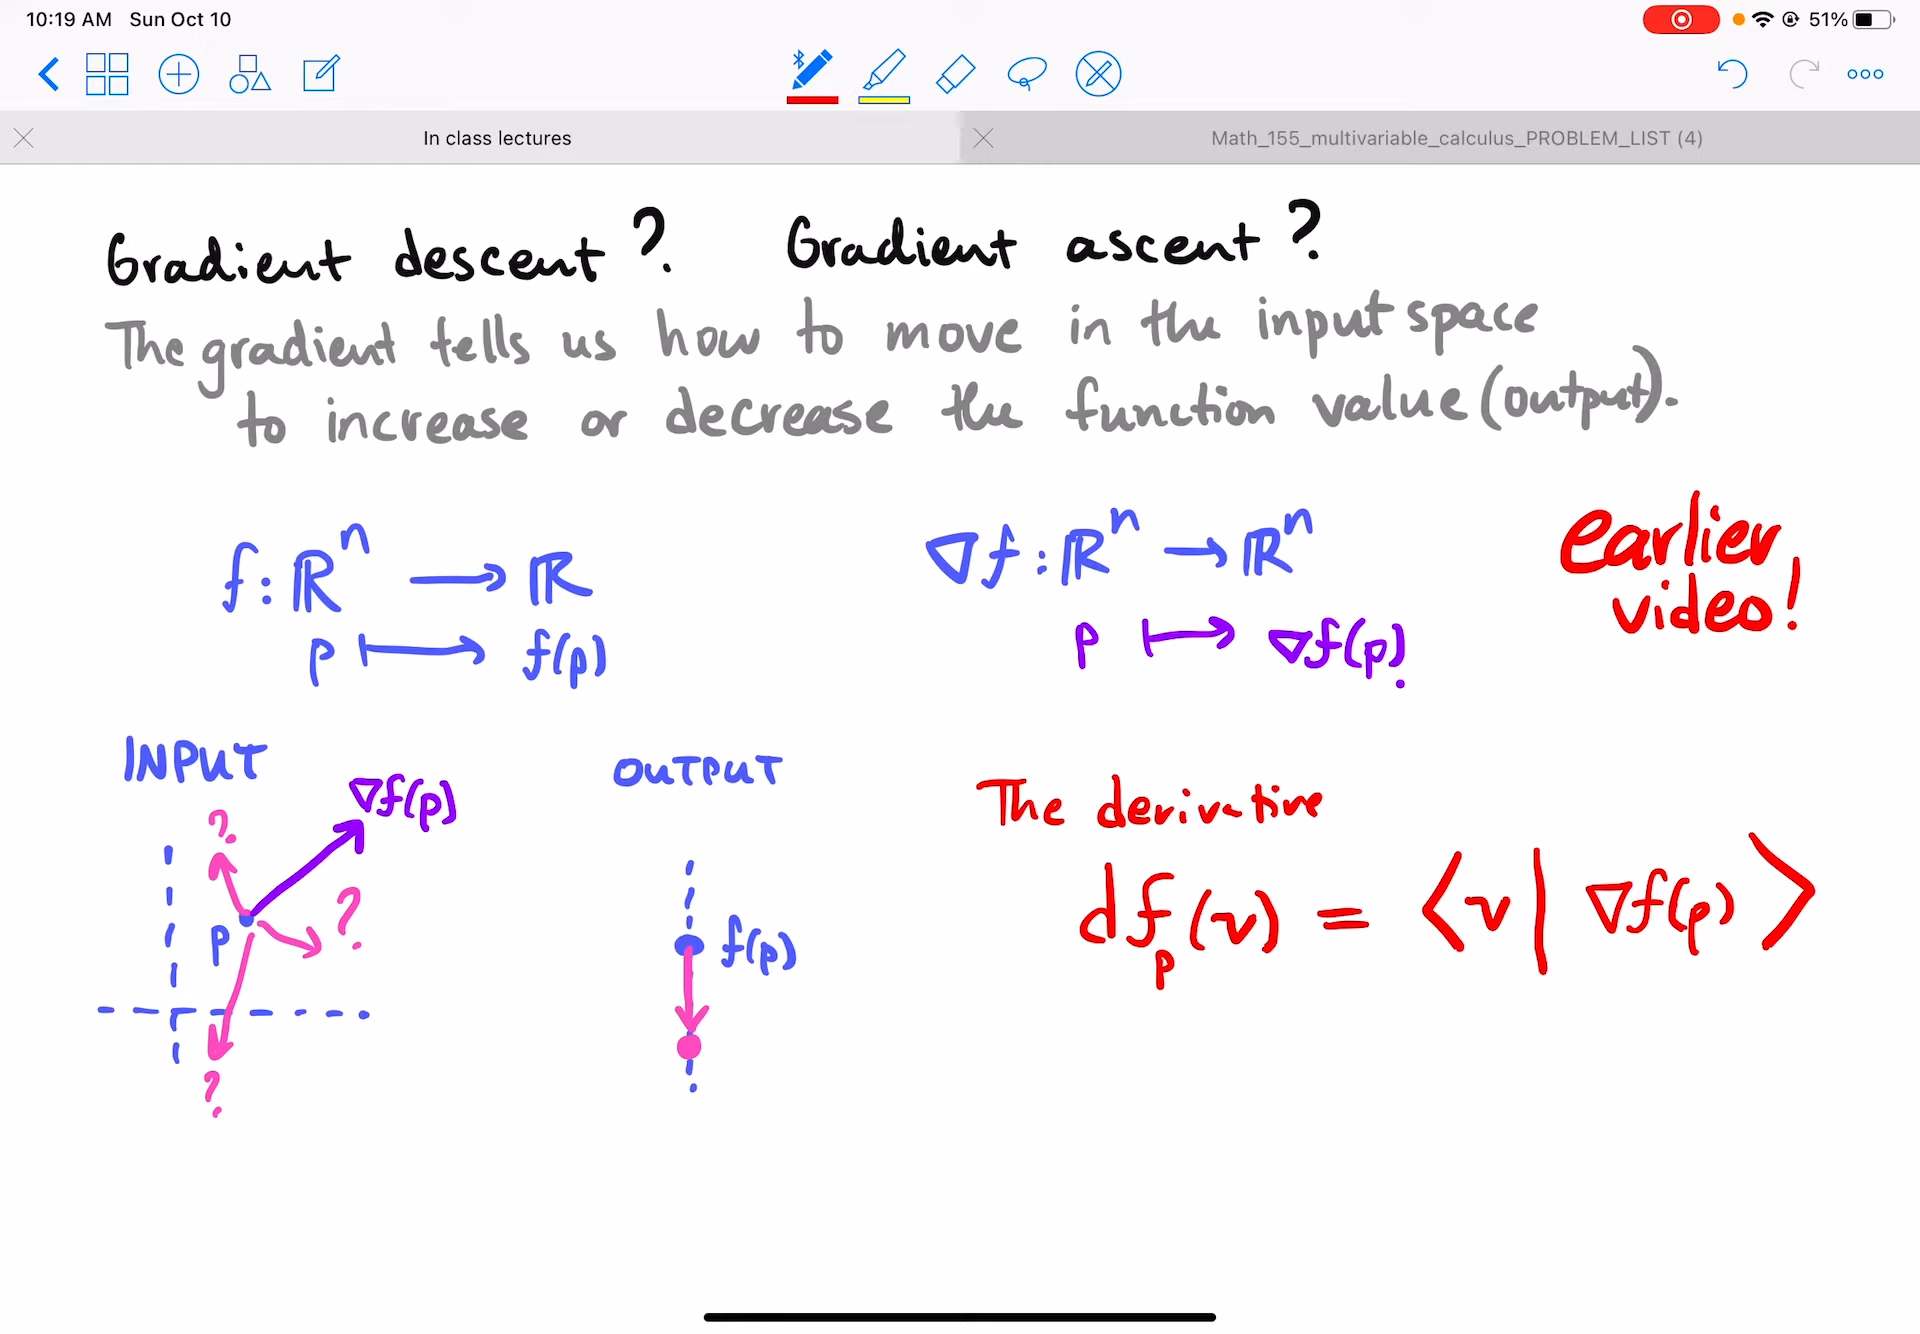 10:19 AM Sun Oct 10
51%
In class lectures
Math_155_multivariable_calculus_PROBLEM_LIST (4)
Gradient descent? Gradient ascent?
The gradient tells us how to move in the input space
to increase or decrease the function value (output).
f: ℝⁿ → ℝ
p ↦ f(p)
∇f: ℝⁿ → ℝⁿ
p ↦ ∇f(p).
earlier
video!
INPUT
∇f(p)
?
?
p
?
OUTPUT
f(p)
The derivative
df_p(v) = ⟨v | ∇f(p)⟩